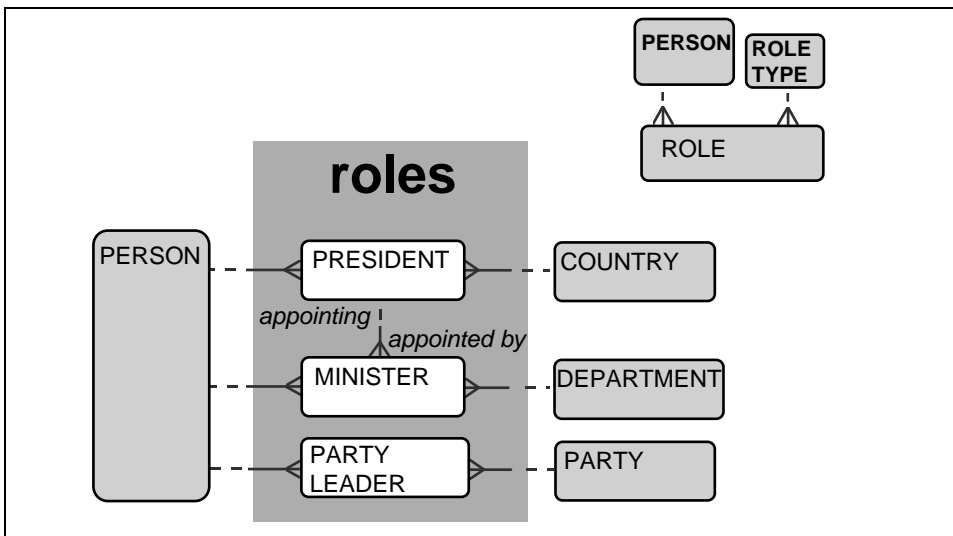 PERSON
ROLE
TYPE
ROLE
roles
PERSON
PRESIDENT
COUNTRY
appointing
appointed by
MINISTER
DEPARTMENT
PARTY
LEADER
PARTY